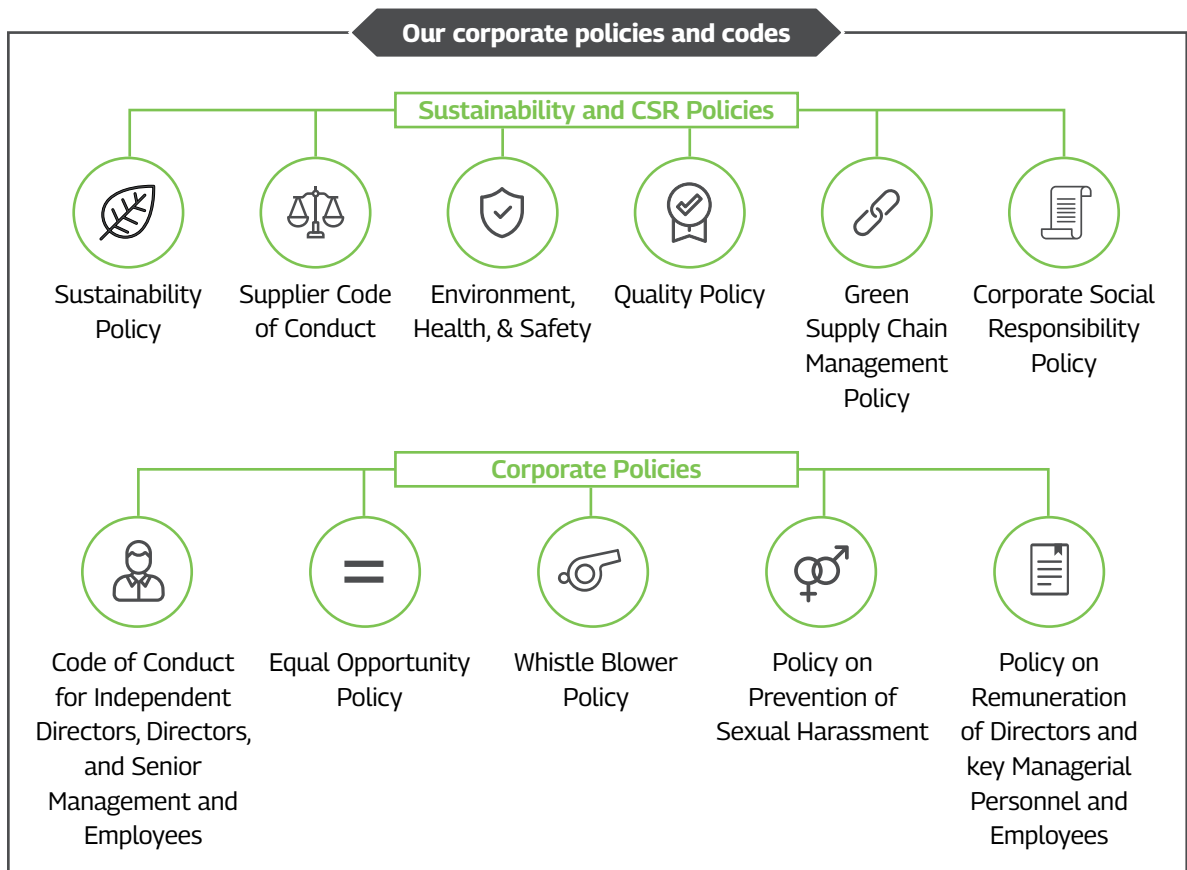 Our corporate policies and codes
Sustainability and CSR Policies
Sustainability
Policy
Supplier Code
of Conduct
Environment,
Health, & Safety
Quality Policy
Green
Supply Chain
Management
Policy
Corporate Social
Responsibility
Policy
Corporate Policies
Code of Conduct
for Independent
Directors, Directors,
and Senior
Management and
Employees
Equal Opportunity
Policy
Whistle Blower
Policy
Policy on
Prevention of
Sexual Harassment
Policy on
Remuneration
of Directors and
key Managerial
Personnel and
Employees